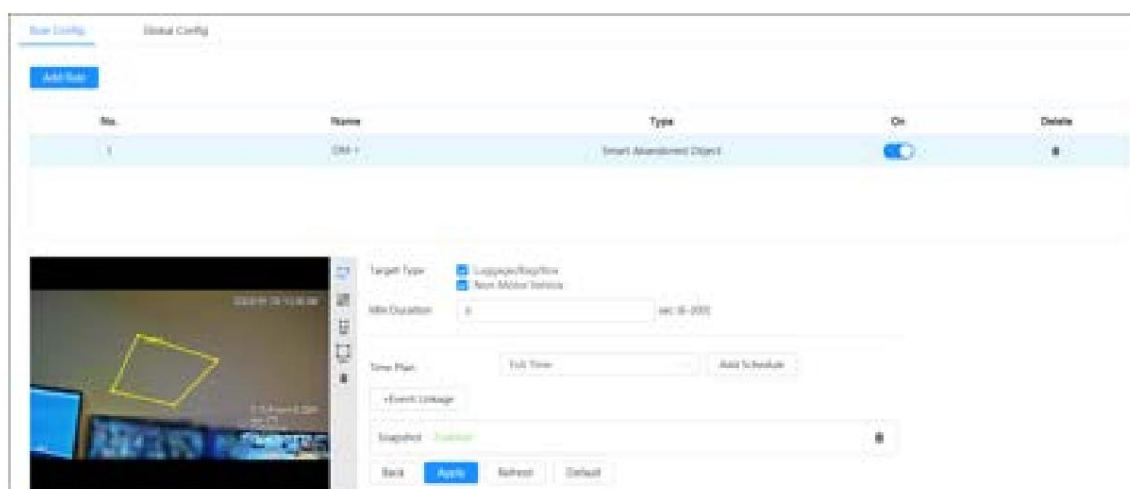 Rule Config Global Config
Add Rule
No. Name Type On Delete
1 Smart Abandoned Object
Target Type Luggage/Bag/Box
Non-Motor Vehicle
Min Duration 6 sec
Time Plan Full Time Add Schedule
+Event Linkage
Snapshot Enabled
Back Apply Refresh Default